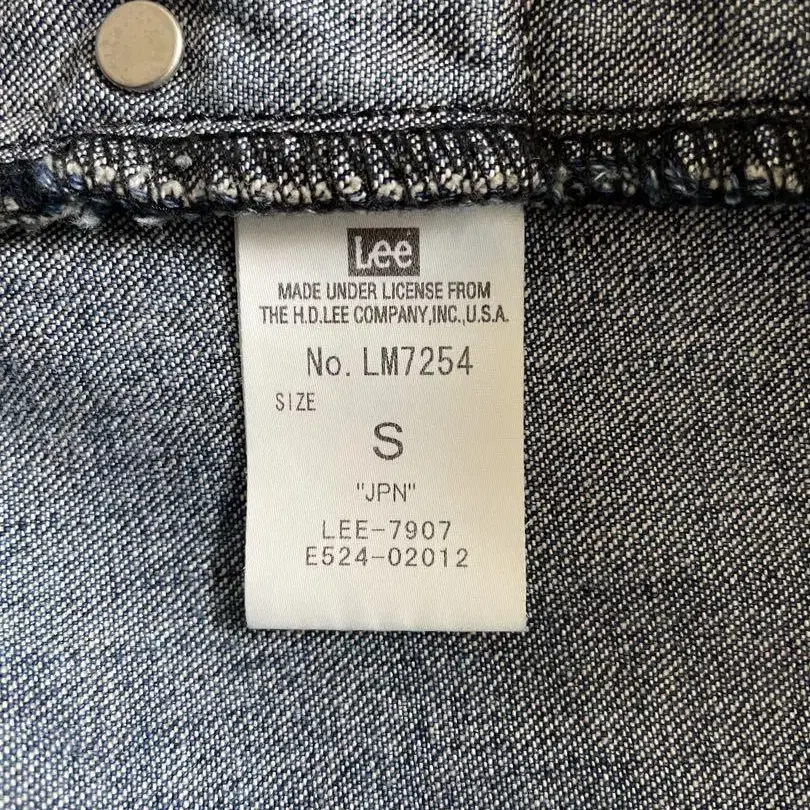 Lee
MADE UNDER LICENSE FROM
THE H.D.LEE COMPANY,INC.,U.S.A.
No. LM7254
SIZE
S
"JPN"
LEE-7907
E524-02012